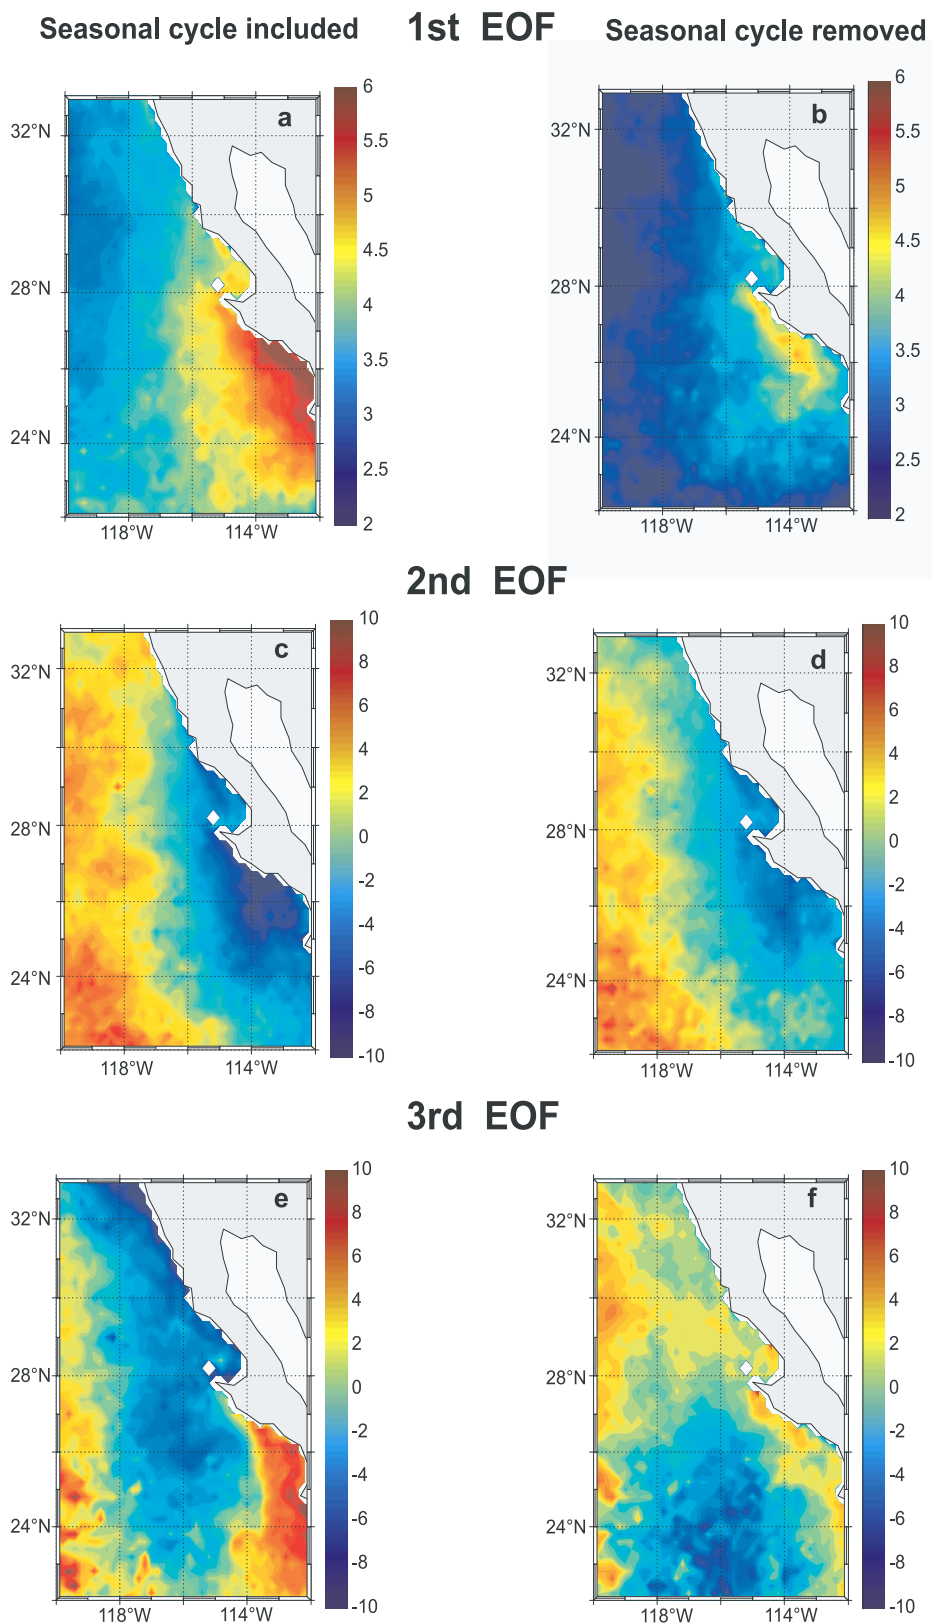 Seasonal cycle included 1st EOF Seasonal cycle removed
a
32°N
28°N
24°N
118°W 114°W
6
5.5
5
4.5
4
3.5
3
2.5
2
b
32°N
28°N
24°N
118°W 114°W
6
5.5
5
4.5
4
3.5
3
2.5
2
2nd EOF
c
32°N
28°N
24°N
118°W 114°W
10
8
6
4
2
0
-2
-4
-6
-8
-10
d
32°N
28°N
24°N
118°W 114°W
10
8
6
4
2
0
-2
-4
-6
-8
-10
3rd EOF
e
32°N
28°N
24°N
118°W 114°W
10
8
6
4
2
0
-2
-4
-6
-8
-10
f
32°N
28°N
24°N
118°W 114°W
10
8
6
4
2
0
-2
-4
-6
-8
-10